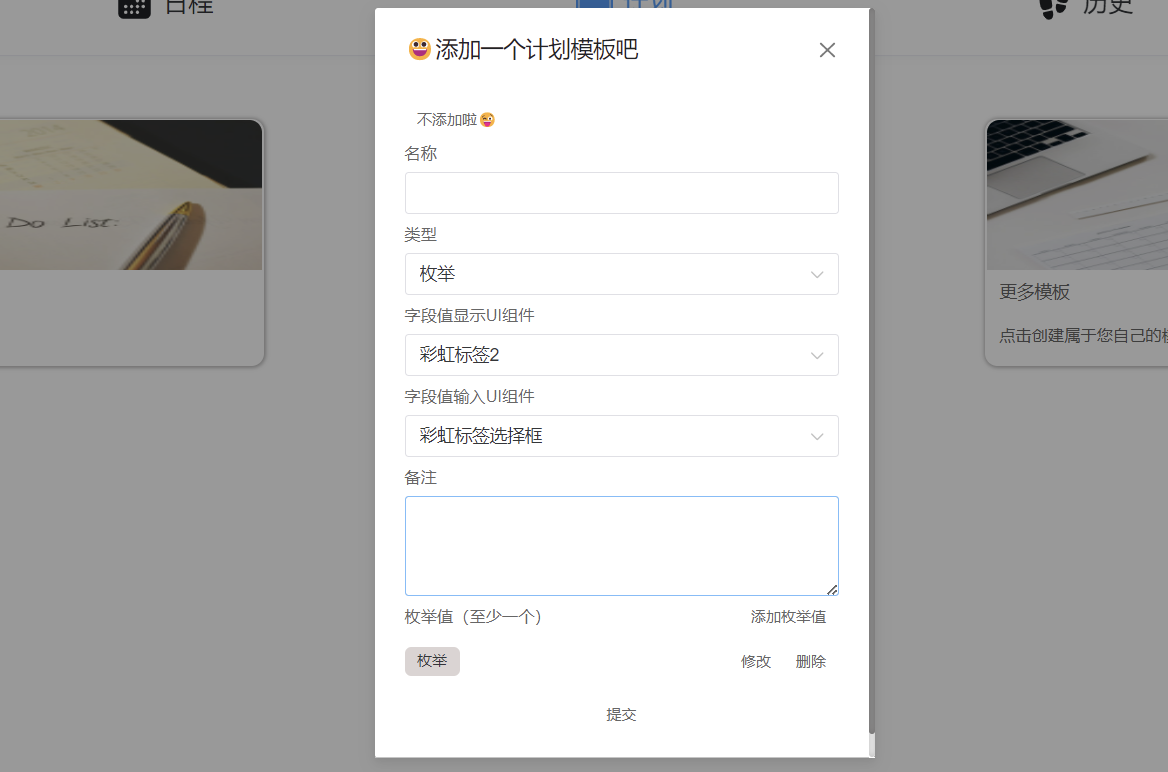 日程
计划
历史
😀添加一个计划模板吧
不添加啦😜
名称
类型
枚举
字段值显示UI组件
彩虹标签2
字段值输入UI组件
彩虹标签选择框
备注
枚举值（至少一个）
添加枚举值
枚举
修改
删除
提交
Do List:
更多模板
点击创建属于您自己的